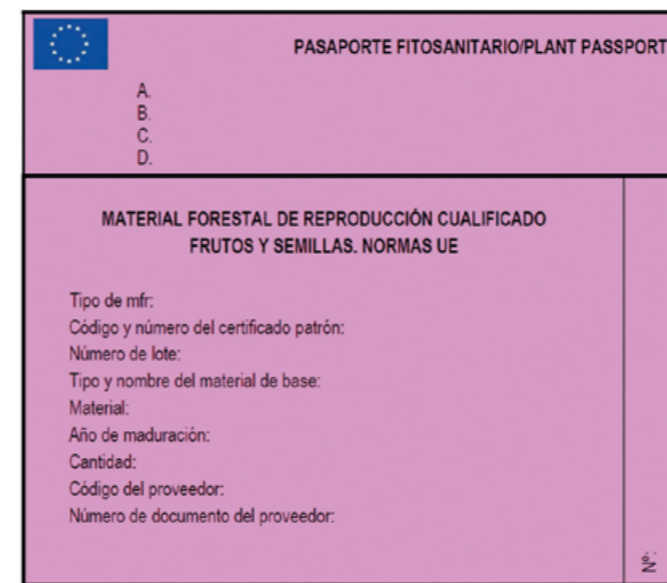 PASAPORTE FITOSANITARIO/PLANT PASSPORT
A.
B.
C.
D.
MATERIAL FORESTAL DE REPRODUCCIÓN CUALIFICADO
FRUTOS Y SEMILLAS. NORMAS UE
Tipo de mfr:
Código y número del certificado patrón:
Número de lote:
Tipo y nombre del material de base:
Material:
Año de maduración:
Cantidad:
Código del proveedor:
Número de documento del proveedor:
Nº: